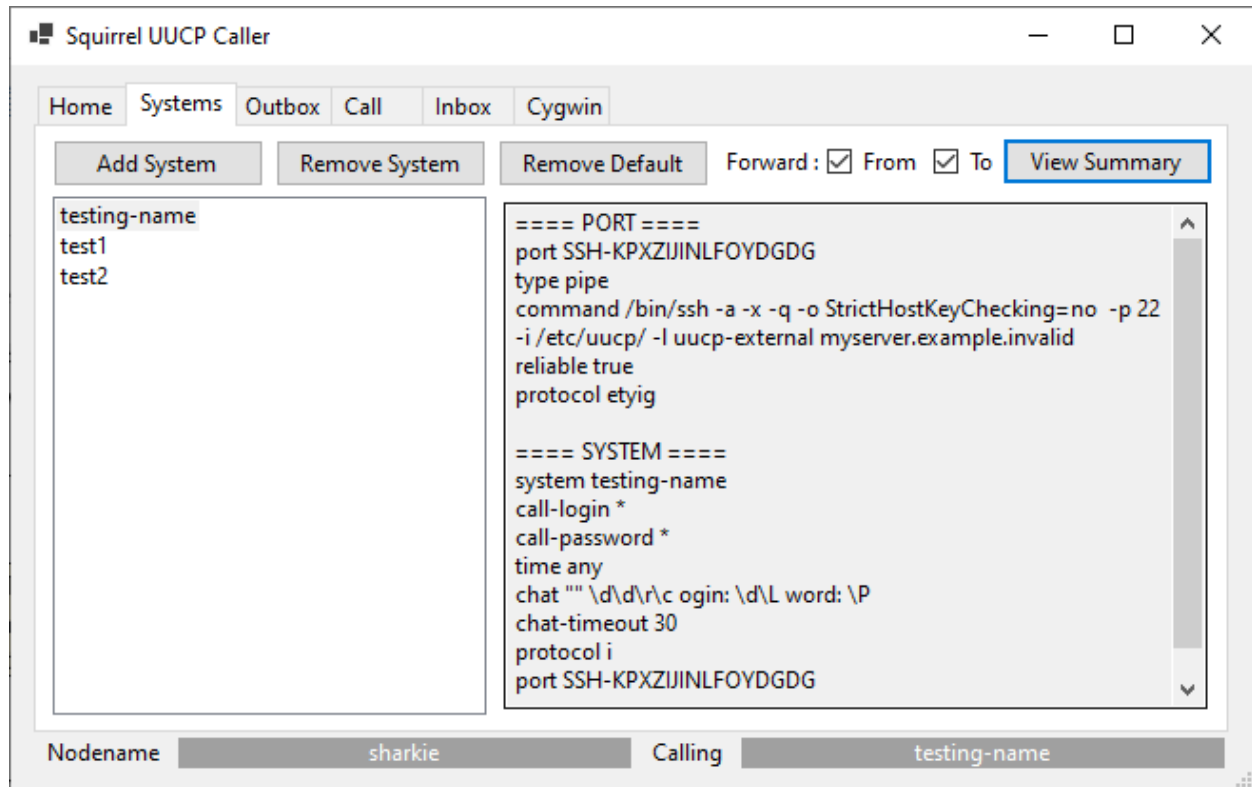 Squirrel UUCP Caller
Home Systems Outbox Call Inbox Cygwin
Add System Remove System Remove Default Forward : From To View Summary
testing-name
test1
test2
==== PORT ====
port SSH-KPXZIJINLFOYDGDG
type pipe
command /bin/ssh -a -x -q -o StrictHostKeyChecking=no  -p 22
-i /etc/uucp/ -l uucp-external myserver.example.invalid
reliable true
protocol etyig
==== SYSTEM ====
system testing-name
call-login *
call-password *
time any
chat "" \d\d\r\c ogin: \d\L word: \P
chat-timeout 30
protocol i
port SSH-KPXZIJINLFOYDGDG
Nodename sharkie Calling testing-name